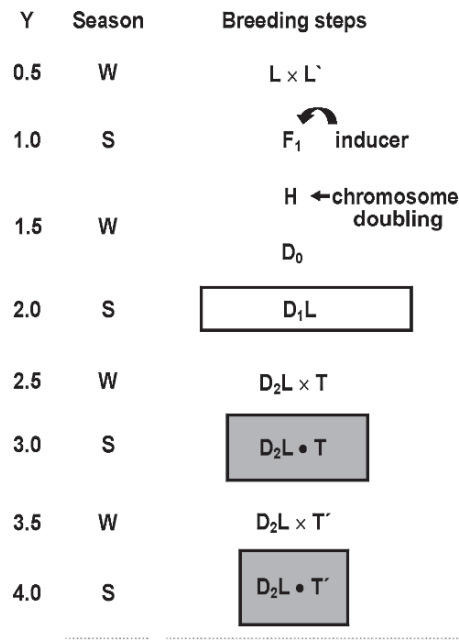 Y Season Breeding steps
0.5 W L × L`
1.0 S F₁ inducer
H ←chromosome
doubling
1.5 W
D₀
2.0 S D₁L
2.5 W D₂L × T
3.0 S D₂L • T
3.5 W D₂L × T´
4.0 S D₂L • T´